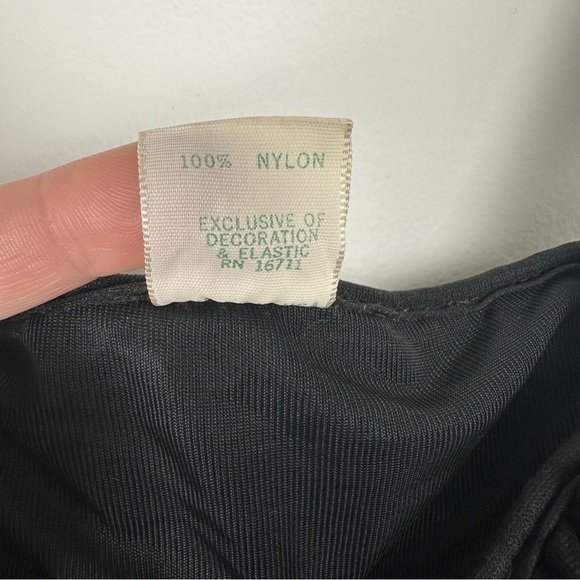 100% NYLON
EXCLUSIVE OF
DECORATION
& ELASTIC
RN 16711